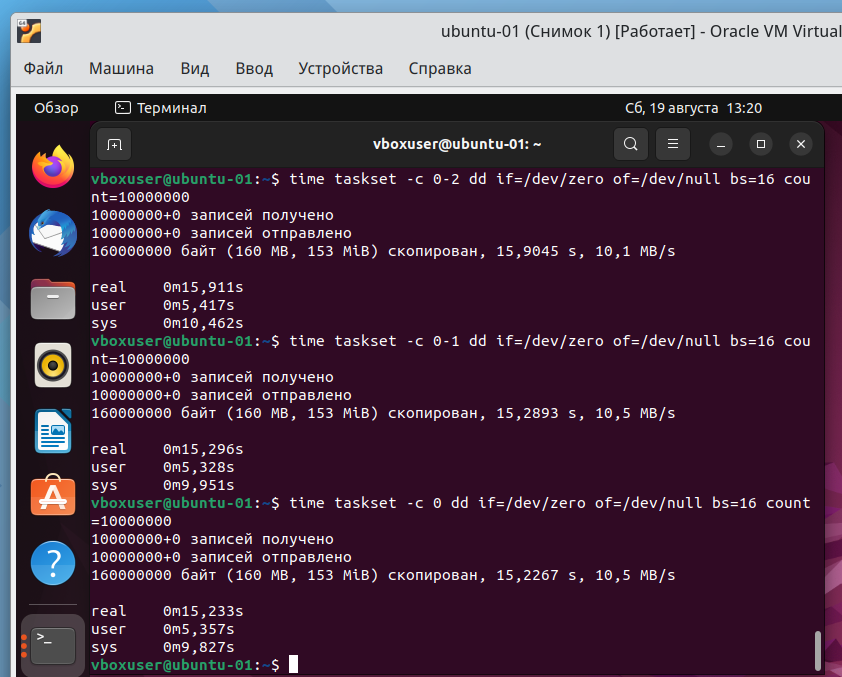 64
ubuntu-01 (Снимок 1) [Работает] - Oracle VM Virtual
Файл Машина Вид Ввод Устройства Справка
Обзор Терминал Сб, 19 августа 13:20
vboxuser@ubuntu-01: ~
vboxuser@ubuntu-01:~$ time taskset -c 0-2 dd if=/dev/zero of=/dev/null bs=16 cou
nt=10000000
10000000+0 записей получено
10000000+0 записей отправлено
160000000 байт (160 MB, 153 MiB) скопирован, 15,9045 s, 10,1 MB/s
real 0m15,911s
user 0m5,417s
sys 0m10,462s
vboxuser@ubuntu-01:~$ time taskset -c 0-1 dd if=/dev/zero of=/dev/null bs=16 cou
nt=10000000
10000000+0 записей получено
10000000+0 записей отправлено
160000000 байт (160 MB, 153 MiB) скопирован, 15,2893 s, 10,5 MB/s
real 0m15,296s
user 0m5,328s
sys 0m9,951s
vboxuser@ubuntu-01:~$ time taskset -c 0 dd if=/dev/zero of=/dev/null bs=16 count
=10000000
10000000+0 записей получено
10000000+0 записей отправлено
160000000 байт (160 MB, 153 MiB) скопирован, 15,2267 s, 10,5 MB/s
real 0m15,233s
user 0m5,357s
sys 0m9,827s
vboxuser@ubuntu-01:~$